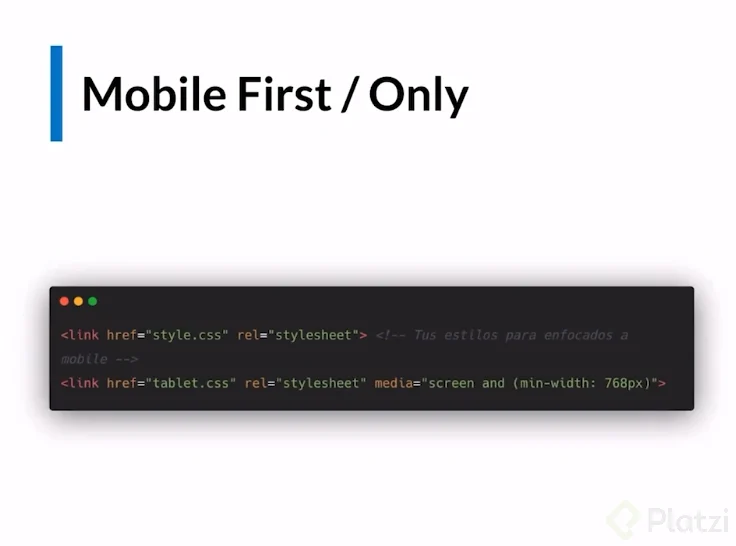 Mobile First / Only
<link href="style.css" rel="stylesheet"> <!-- Tus estilos para enfocados a
mobile -->
<link href="tablet.css" rel="stylesheet" media="screen and (min-width: 768px)">
Platzi